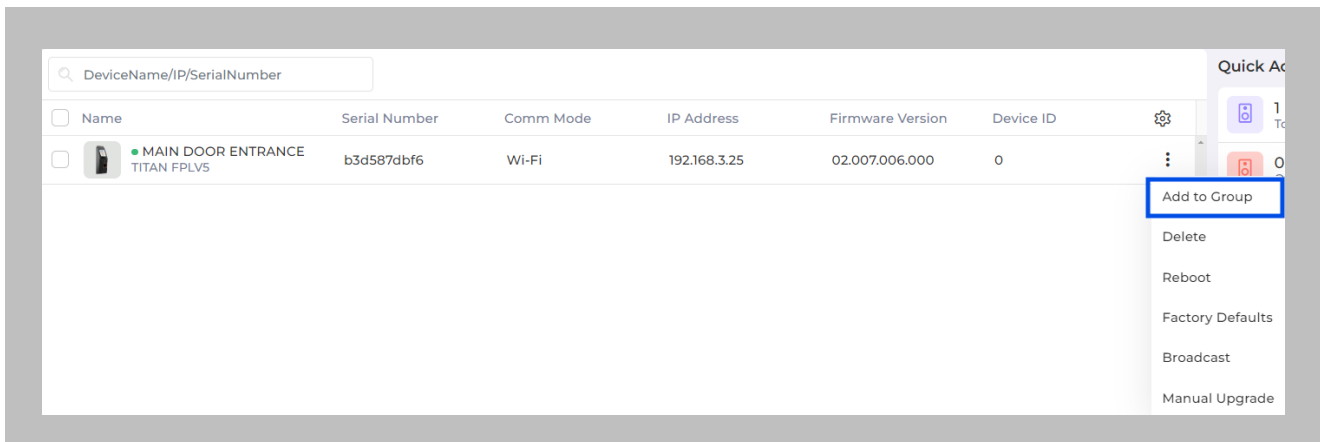 DeviceName/IP/SerialNumber
Quick
Name Serial Number Comm Mode IP Address Firmware Version Device ID
1
MAIN DOOR ENTRANCE
TITAN FPLV5
b3d587dbf6 Wi-Fi 192.168.3.25 02.007.006.000 0
0
Add to Group
Delete
Reboot
Factory Defaults
Broadcast
Manual Upgrade